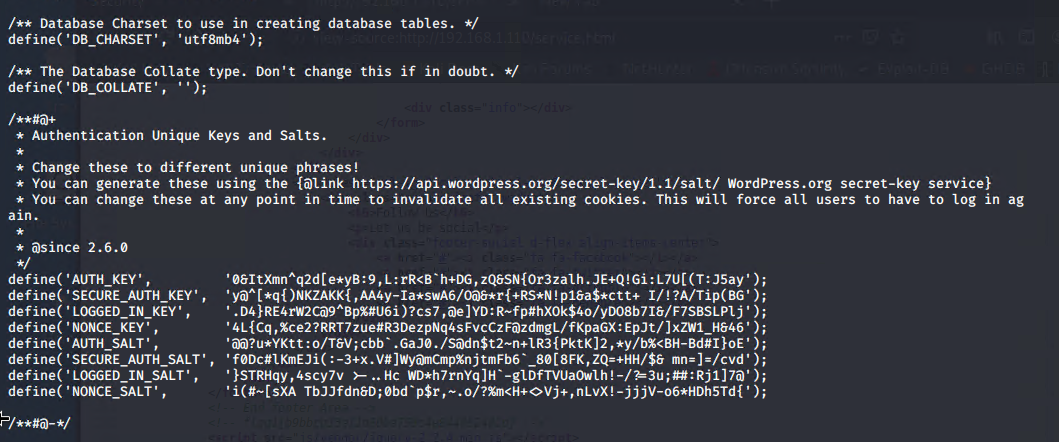 /** Database Charset to use in creating database tables. */
define('DB_CHARSET', 'utf8mb4');
/** The Database Collate type. Don't change this if in doubt. */
define('DB_COLLATE', '');
/**#@+
 * Authentication Unique Keys and Salts.
 *
 * Change these to different unique phrases!
 * You can generate these using the {@link https://api.wordpress.org/secret-key/1.1/salt/ WordPress.org secret-key service}
 * You can change these at any point in time to invalidate all existing cookies. This will force all users to have to log in ag
ain.
 *
 * @since 2.6.0
 */
define('AUTH_KEY',         '0&ItXmn^q2d[e*yB:9,L:rR<B`h+DG,zQ&SN{Or3zalh.JE+Q!Gi:L7U[(T:J5ay');
define('SECURE_AUTH_KEY',  'y@^[*q{)NKZAKK{,AA4y-Ia*swA6/O@&*r{+RS*N!p1&a$*ctt+ I/!?A/Tip(BG');
define('LOGGED_IN_KEY',    '.D4}RE4rW2C@9^Bp%#U6i)?cs7,@e]YD:R~fp#hXOk$4o/yDO8b7I&/F7SBSLPlj');
define('NONCE_KEY',        '4L{Cq,%ce2?RRT7zue#R3DezpNq4sFvcCzF@zdmgL/fKpaGX:EpJt/]xZW1_H&46');
define('AUTH_SALT',        '@@?u*YKtt:o/T&V;cbb`.GaJ0./S@dn$t2~n+lR3{PktK]2,*y/b%<BH-Bd#I}oE');
define('SECURE_AUTH_SALT', 'f0Dc#lKmEJi(:-3+x.V#]Wy@mCmp%njtmFb6`_80[8FK,ZQ=+HH/$& mn=]=/cvd');
define('LOGGED_IN_SALT',   '}STRHqy,4scy7v >-..Hc WD*h7rnYq]H`-glDfTVUaOwlh!-/?=3u;##:Rj1]7@');
define('NONCE_SALT',       'i(#~[sXA TbJJfdn&D;0bd`p$r,~.o/?%m<H+<>Vj+,nLvX!-jjjV-o6*HDh5Td{');
/**#@-*/